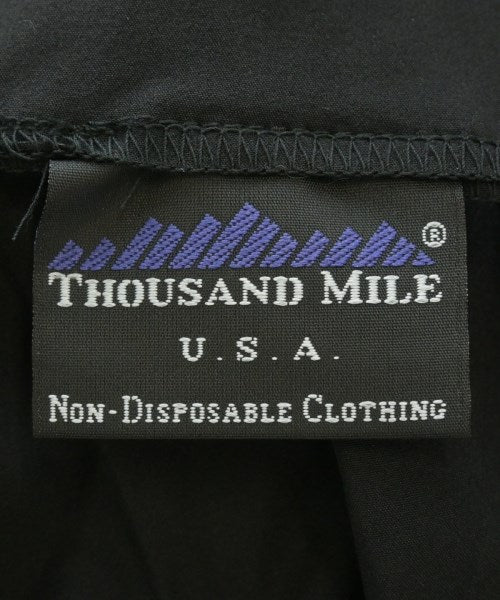 ®
THOUSAND MILE
U.S.A.
NON-DISPOSABLE CLOTHING